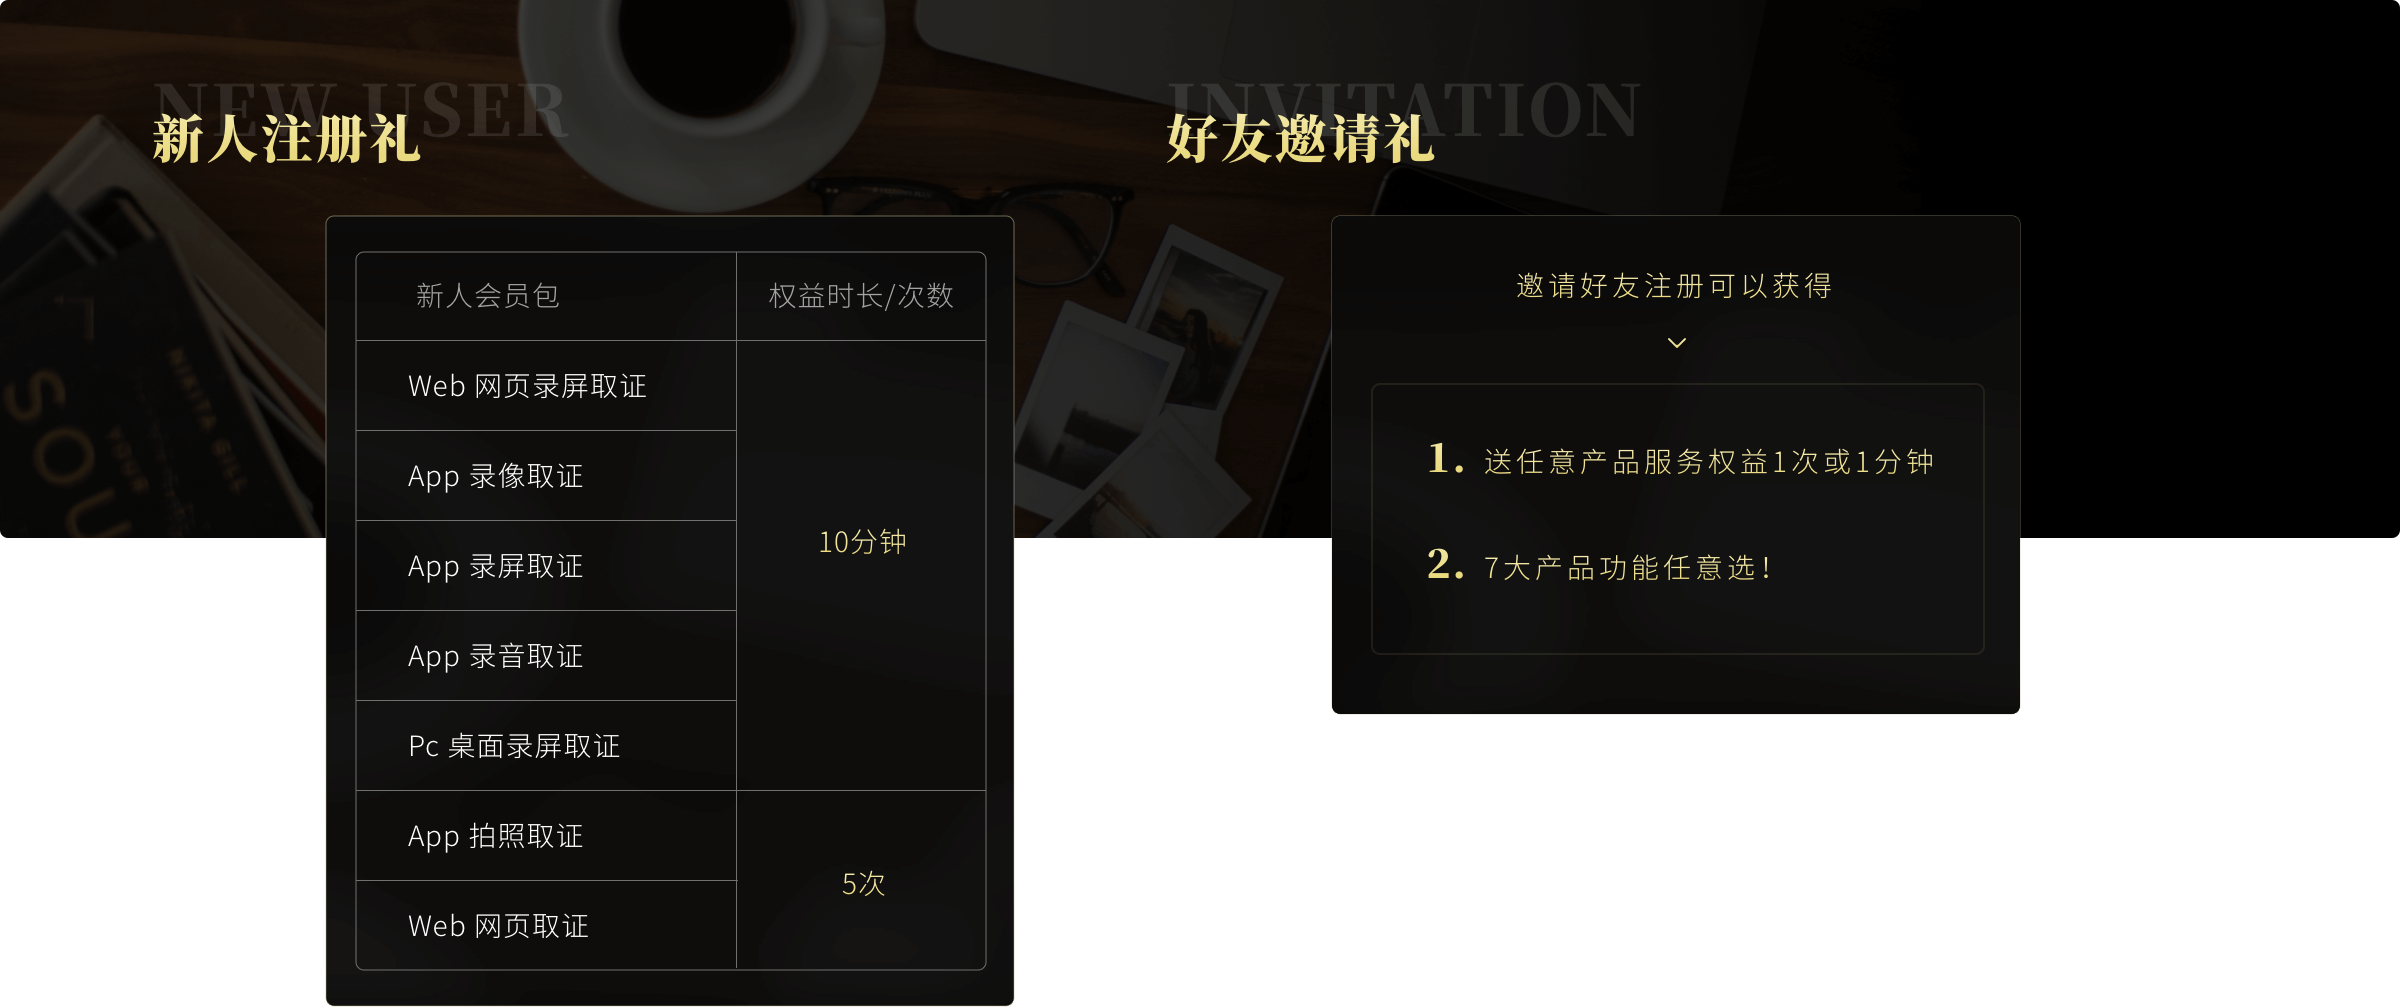 NEW USER
新人注册礼
新人会员包
权益时长/次数
Web 网页录屏取证
App 录像取证
App 录屏取证
App 录音取证
Pc 桌面录屏取证
10分钟
App 拍照取证
Web 网页取证
5次
INVITATION
好友邀请礼
邀请好友注册可以获得
1. 送任意产品服务权益1次或1分钟
2. 7大产品功能任意选!
NIKITA GILL
YOUR
SOU